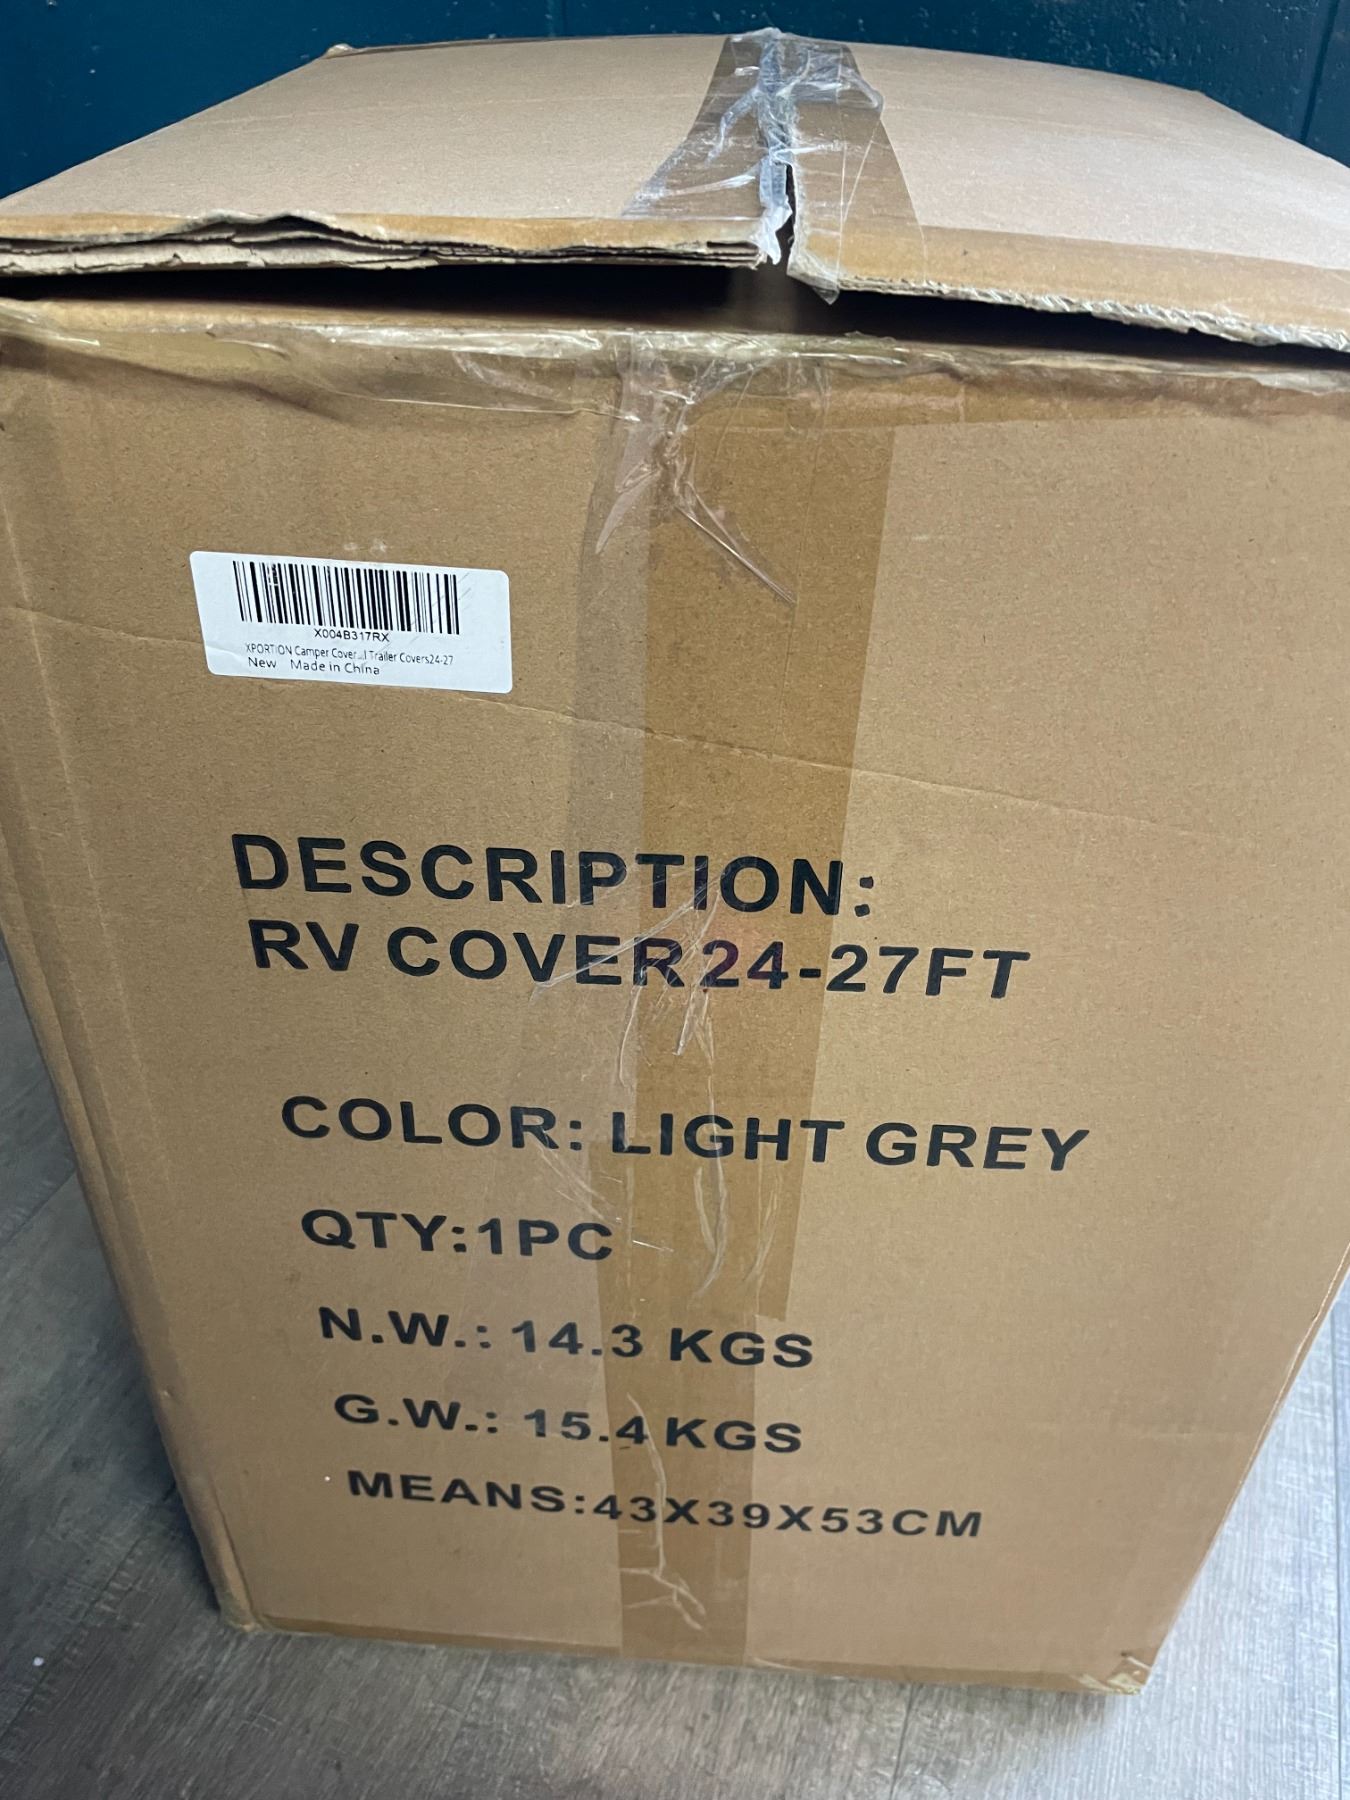 X004B317RX
XPORTION Camper Cover...l Trailer Covers24-27
New Made in China
DESCRIPTION:
RV COVER 24-27FT
COLOR: LIGHT GREY
QTY:1PC
N.W.: 14.3 KGS
G.W.: 15.4 KGS
MEANS:43X39X53CM